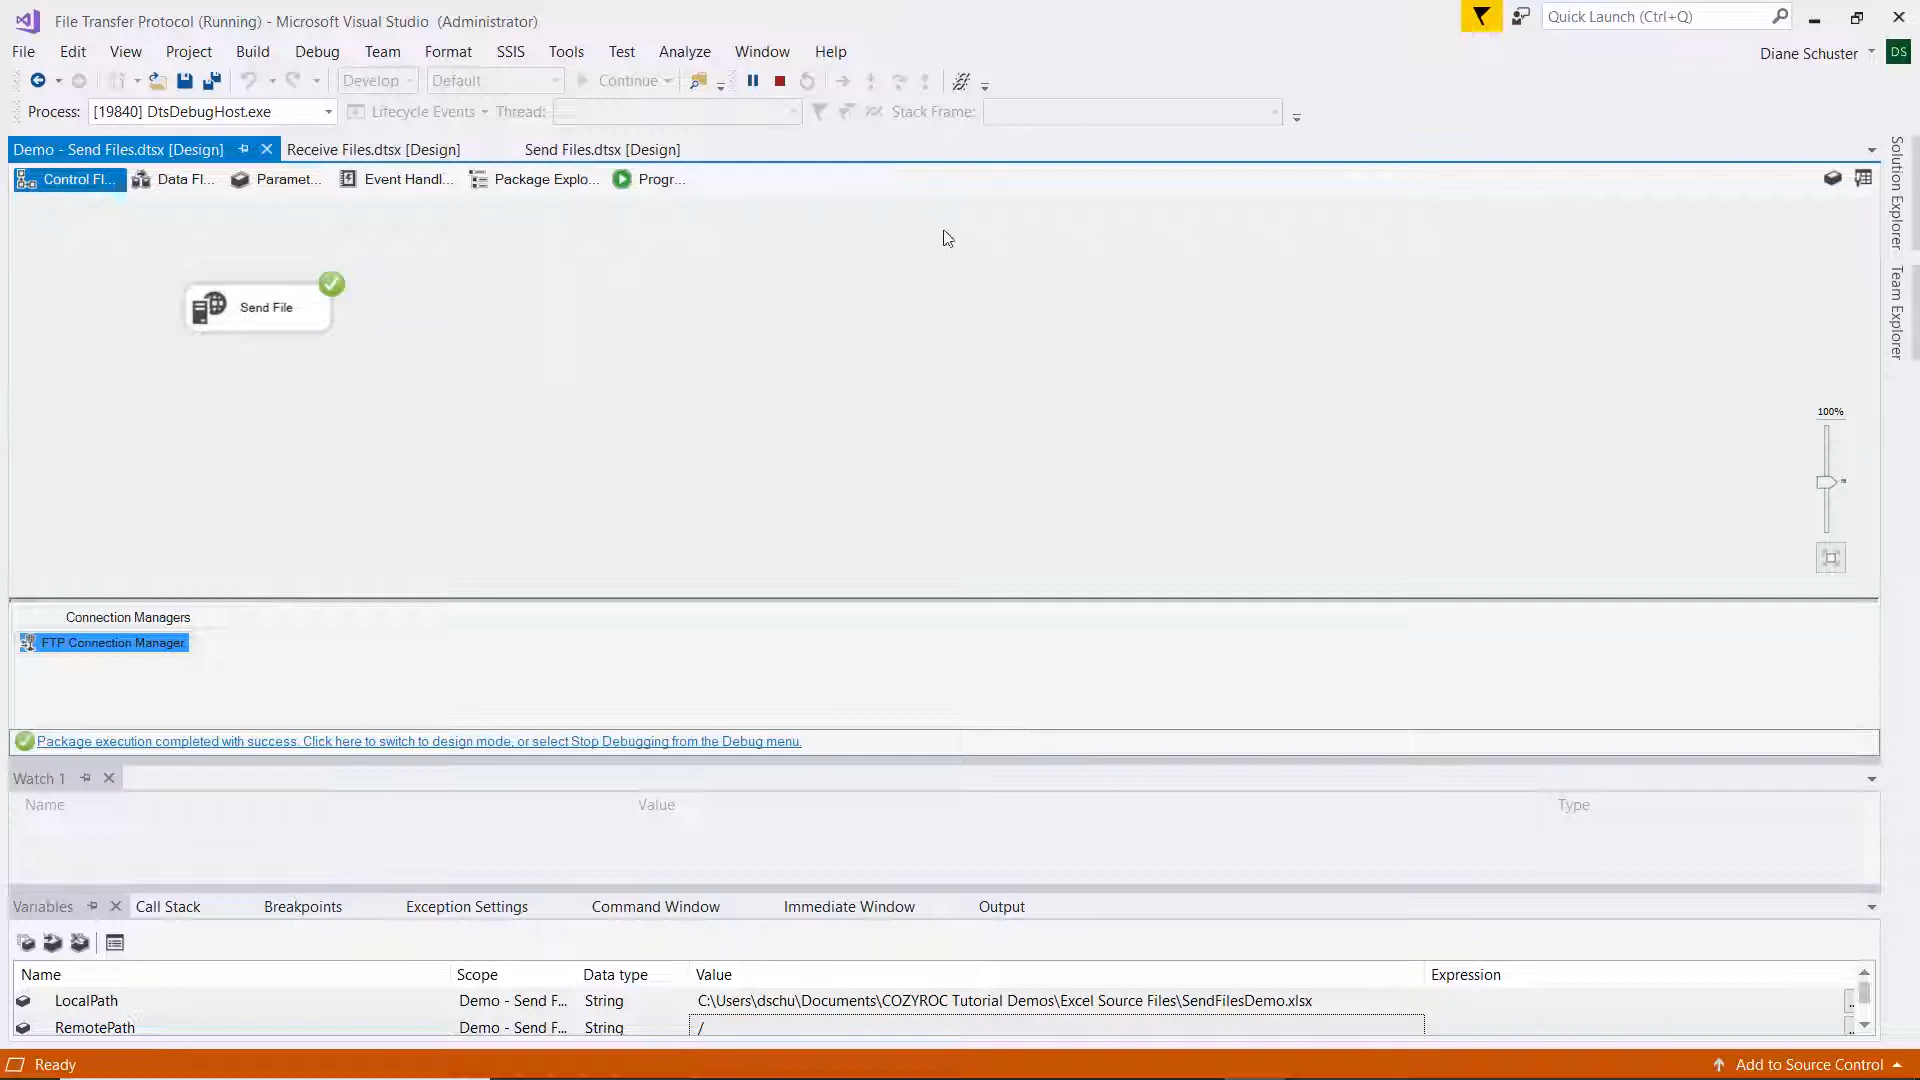 File Transfer Protocol (Running) - Microsoft Visual Studio (Administrator)
Quick Launch (Ctrl+Q)
File Edit View Project Build Debug Team Format SSIS Tools Test Analyze Window Help
Diane Schuster DS
Develop Default Continue
Process: [19840] DtsDebugHost.exe Lifecycle Events Thread: Stack Frame:
Demo - Send Files.dtsx [Design] Receive Files.dtsx [Design] Send Files.dtsx [Design]
Control Fl... Data Fl... Paramet... Event Handl... Package Explo... Progr...
Solution Explorer
Team Explorer
Send File
100%
Connection Managers
FTP Connection Manager
Package execution completed with success. Click here to switch to design mode, or select Stop Debugging from the Debug menu.
Watch 1
Name Value Type
Variables Call Stack Breakpoints Exception Settings Command Window Immediate Window Output
Name Scope Data type Value Expression
LocalPath Demo - Send F... String C:\Users\dschu\Documents\COZYROC Tutorial Demos\Excel Source Files\SendFilesDemo.xlsx
RemotePath Demo - Send F... String /
Ready Add to Source Control